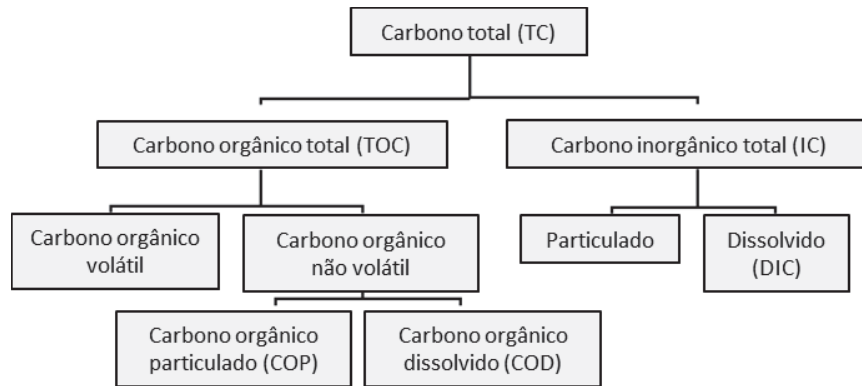 Carbono total (TC)
Carbono orgânico total (TOC)
Carbono inorgânico total (IC)
Carbono orgânico
volátil
Carbono orgânico
não volátil
Particulado
Dissolvido
(DIC)
Carbono orgânico
particulado (COP)
Carbono orgânico
dissolvido (COD)